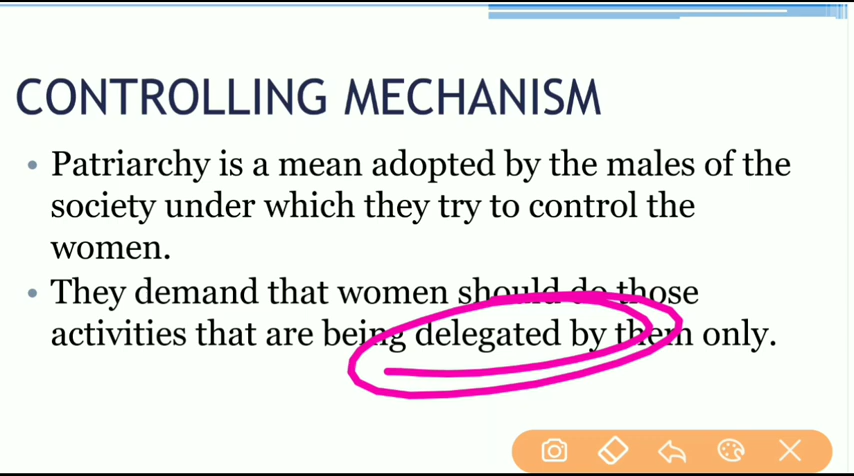 CONTROLLING MECHANISM
• Patriarchy is a mean adopted by the males of the
society under which they try to control the
women.
• They demand that women should do those
activities that are being delegated by them only.